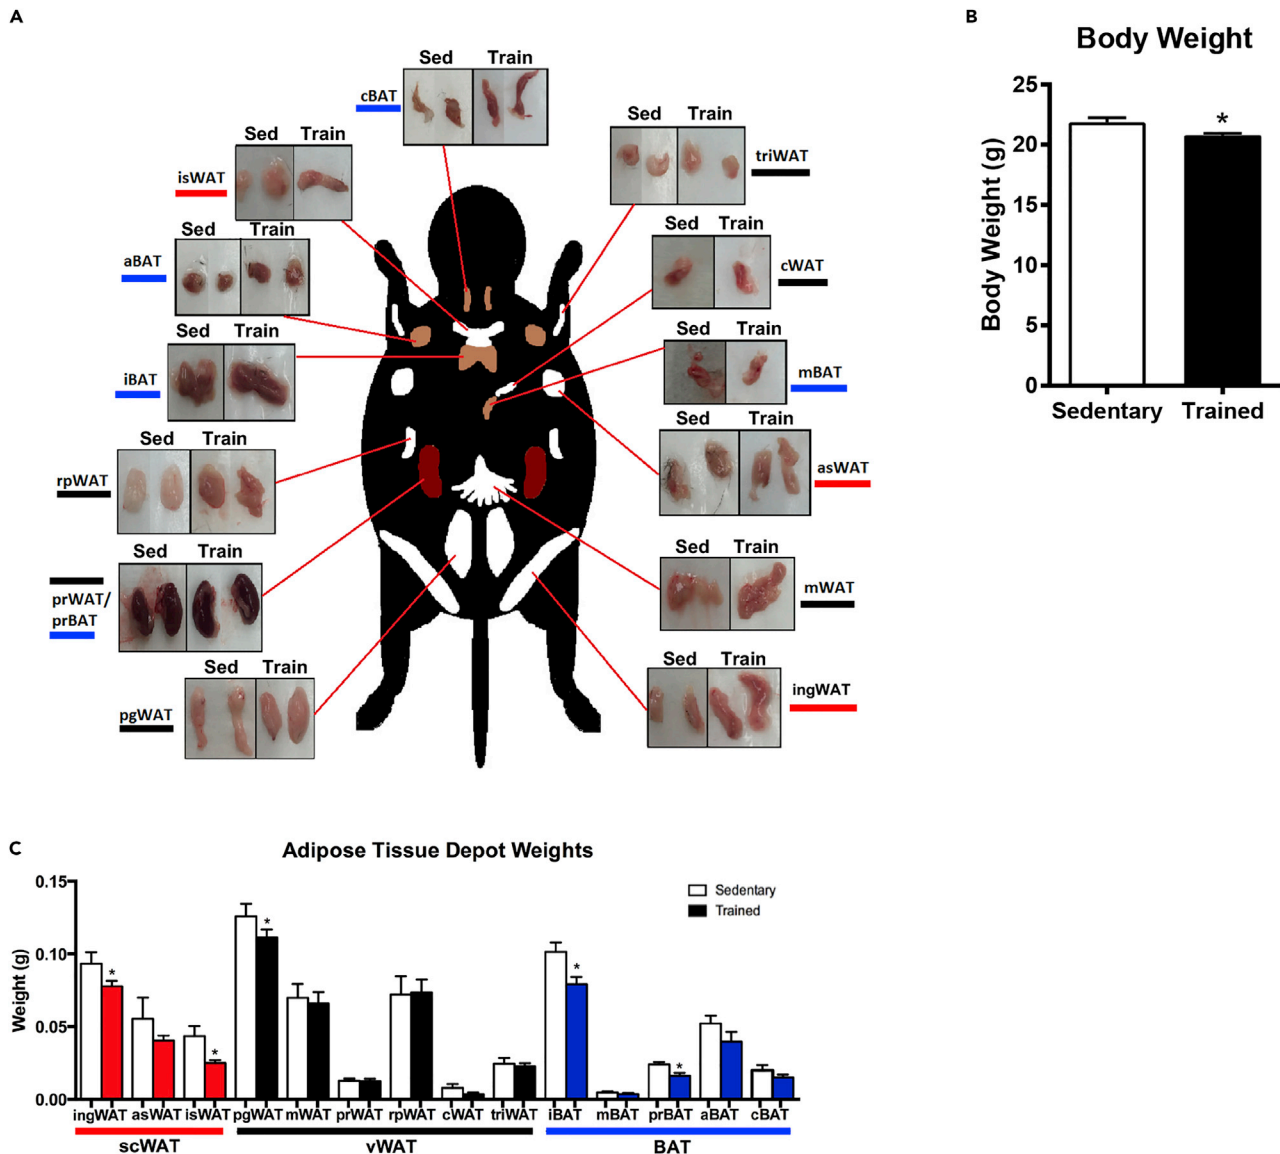 A
Sed Train
cBAT
Sed Train
isWAT
Sed Train
aBAT
Sed Train
iBAT
Sed Train
rpWAT
Sed Train
prWAT/
prBAT
Sed Train
pgWAT
Sed Train
triWAT
Sed Train
cWAT
Sed Train
mBAT
Sed Train
asWAT
Sed Train
mWAT
Sed Train
ingWAT
B
Body Weight
Body Weight (g)
25
20
15
10
5
0
*
Sedentary Trained
C
Adipose Tissue Depot Weights
Weight (g)
0.15
0.10
0.05
0.00
Sedentary
Trained
* * * * *
ingWAT asWAT isWAT pgWAT mWAT prWAT rpWAT cWAT triWAT iBAT mBAT prBAT aBAT cBAT
scWAT vWAT BAT